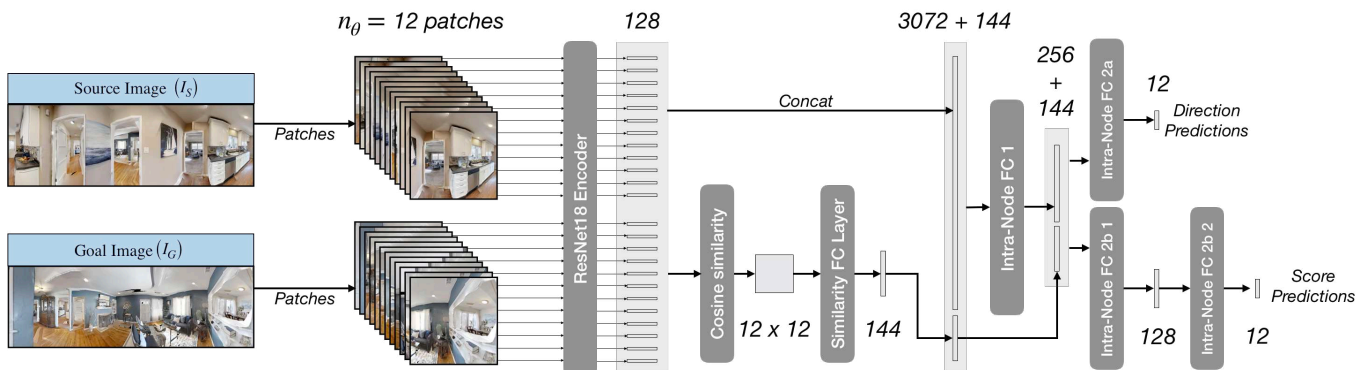 n_θ = 12 patches
128
3072 + 144
Source Image (I_S)
Patches
Goal Image (I_G)
Patches
ResNet18 Encoder
Concat
Cosine similarity
12 x 12
Similarity FC Layer
144
Intra-Node FC 1
256
+
144
Intra-Node FC 2a
12
Direction
Predictions
Intra-Node FC 2b 1
128
Intra-Node FC 2b 2
12
Score
Predictions